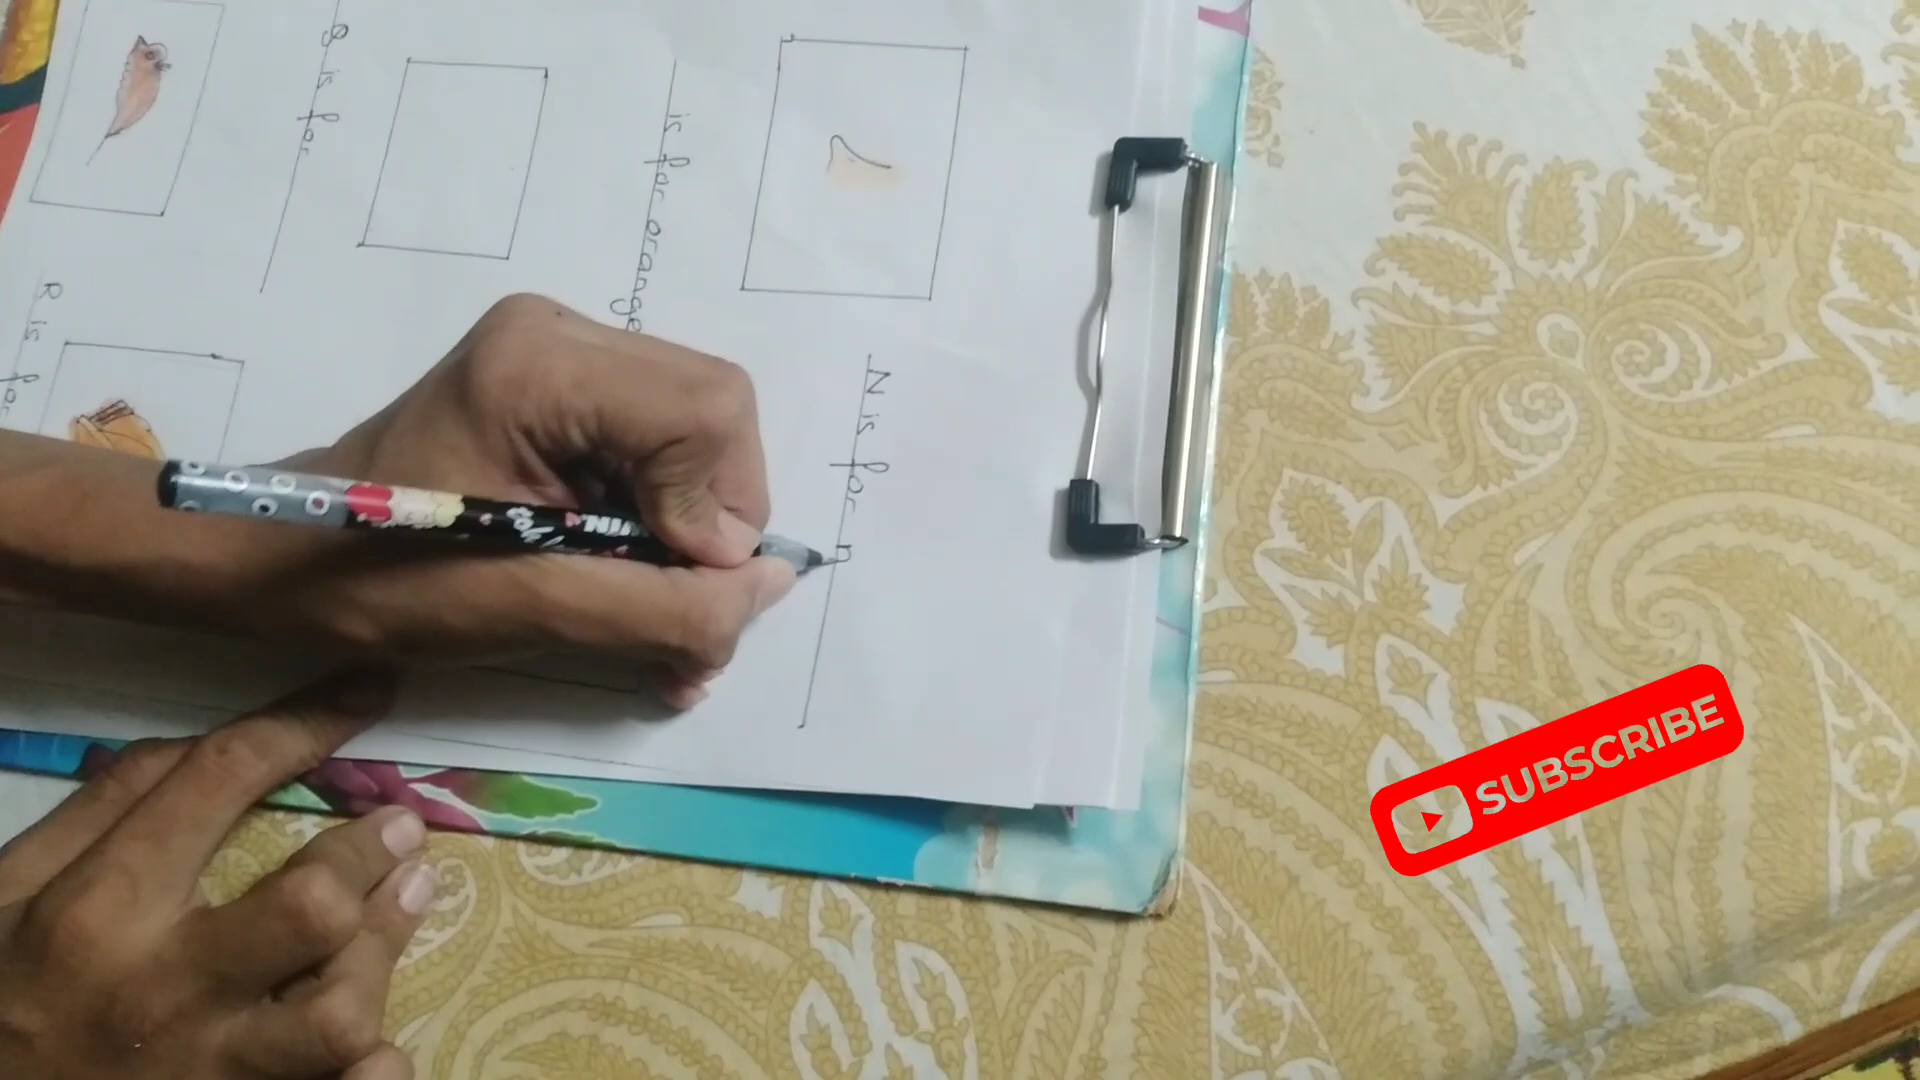 N is for n
is for orange
Q is for
R is for
SUBSCRIBE